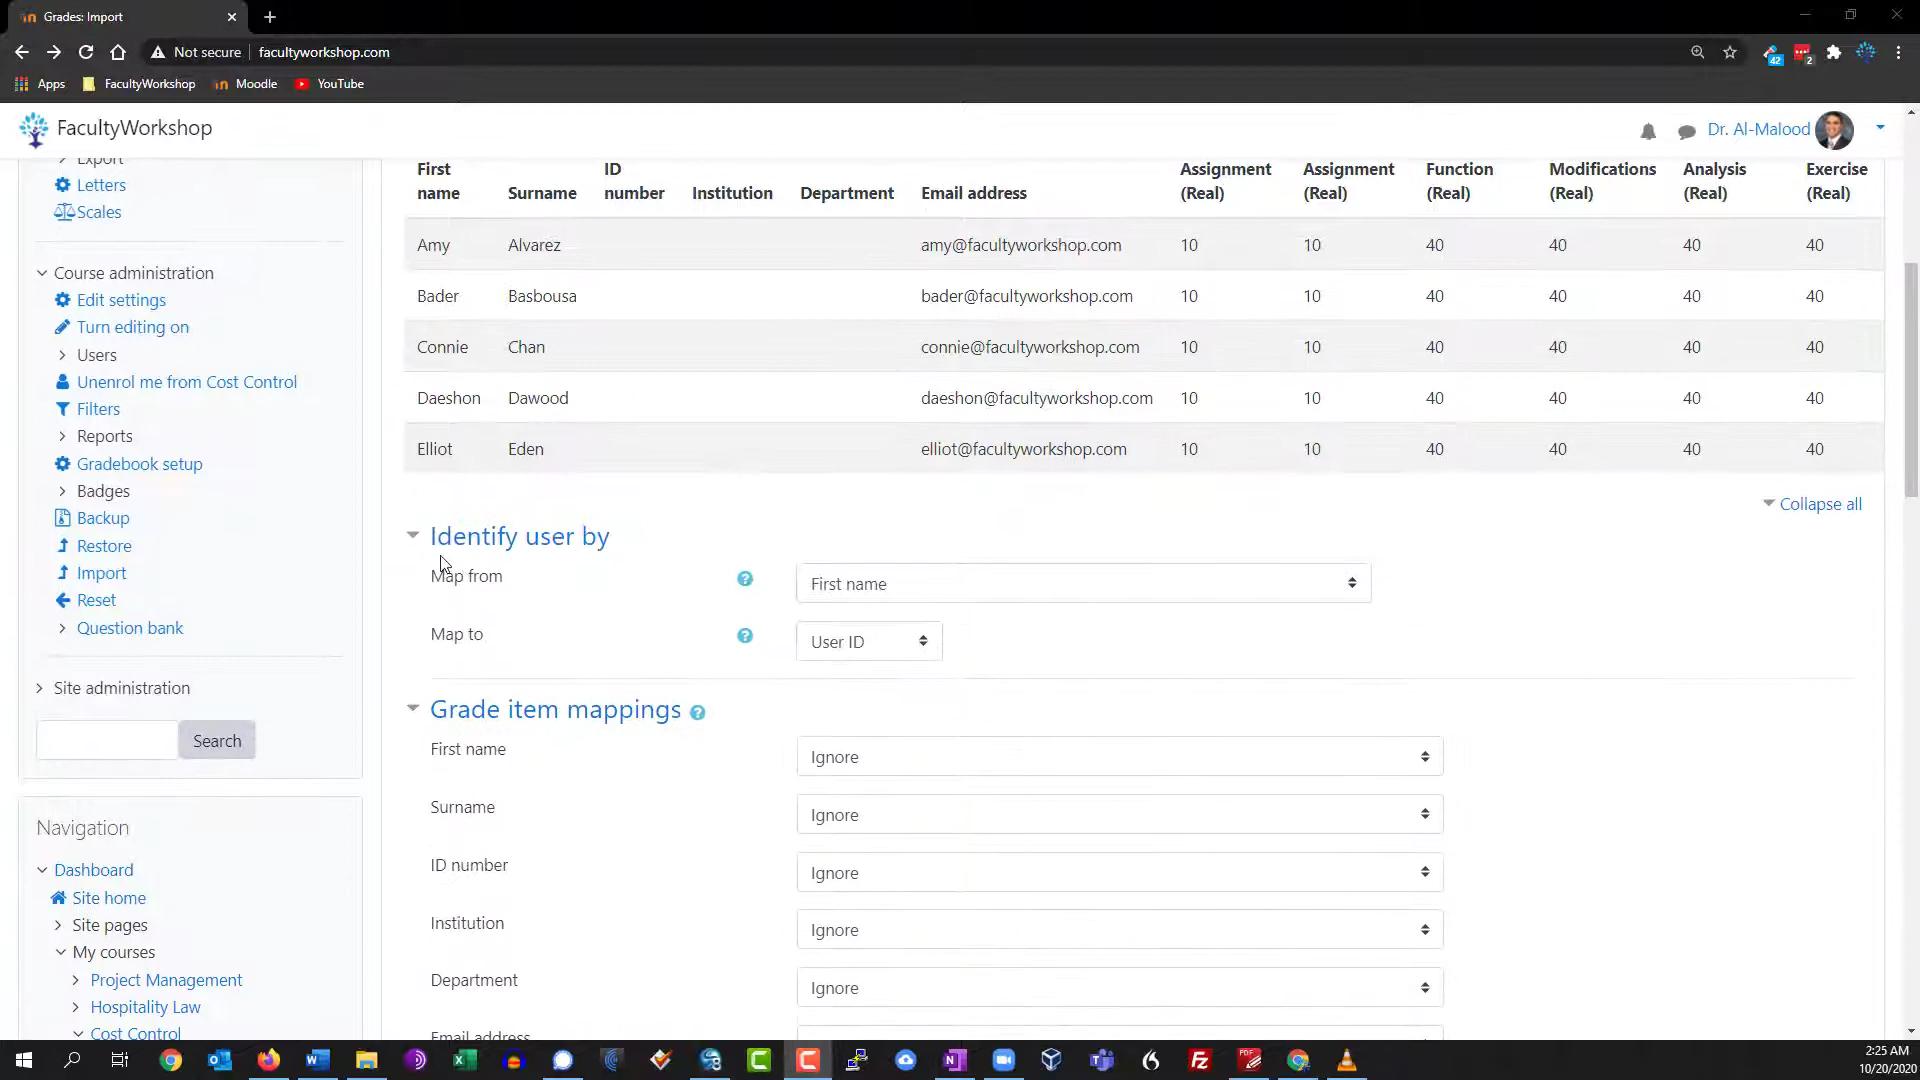 Grades: Import
Not secure facultyworkshop.com
42
2
Apps FacultyWorkshop Moodle YouTube
FacultyWorkshop
Dr. Al-Malood
Export
Letters
Scales
Course administration
Edit settings
Turn editing on
Users
Unenrol me from Cost Control
Filters
Reports
Gradebook setup
Badges
Backup
Restore
Import
Reset
Question bank
Site administration
Search
Navigation
Dashboard
Site home
Site pages
My courses
Project Management
Hospitality Law
Cost Control
First name Surname ID number Institution Department Email address Assignment (Real) Assignment (Real) Function (Real) Modifications (Real) Analysis (Real) Exercise (Real)
Amy Alvarez amy@facultyworkshop.com 10 10 40 40 40 40
Bader Basbousa bader@facultyworkshop.com 10 10 40 40 40 40
Connie Chan connie@facultyworkshop.com 10 10 40 40 40 40
Daeshon Dawood daeshon@facultyworkshop.com 10 10 40 40 40 40
Elliot Eden elliot@facultyworkshop.com 10 10 40 40 40 40
Collapse all
Identify user by
Map from ? First name
Map to ? User ID
Grade item mappings ?
First name Ignore
Surname Ignore
ID number Ignore
Institution Ignore
Department Ignore
Email address
2:25 AM
10/20/2020